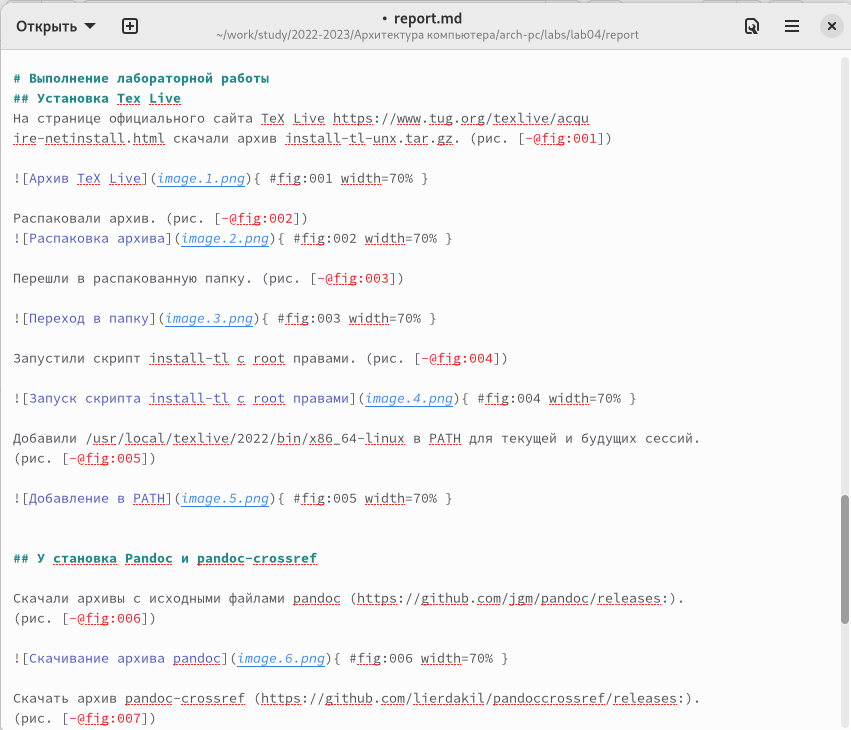 Открыть
• report.md
~/work/study/2022-2023/Архитектура компьютера/arch-pc/labs/lab04/report
# Выполнение лабораторной работы
## Установка Tex Live
На странице официального сайта TeX Live https://www.tug.org/texlive/acqu
ire-netinstall.html скачали архив install-tl-unx.tar.gz. (рис. [-@fig:001])
![Архив TeX Live](image.1.png){ #fig:001 width=70% }
Распаковали архив. (рис. [-@fig:002])
![Распаковка архива](image.2.png){ #fig:002 width=70% }
Перешли в распакованную папку. (рис. [-@fig:003])
![Переход в папку](image.3.png){ #fig:003 width=70% }
Запустили скрипт install-tl с root правами. (рис. [-@fig:004])
![Запуск скрипта install-tl с root правами](image.4.png){ #fig:004 width=70% }
Добавили /usr/local/texlive/2022/bin/x86_64-linux в PATH для текущей и будущих сессий.
(рис. [-@fig:005])
![Добавление в PATH](image.5.png){ #fig:005 width=70% }
## У становка Pandoc и pandoc-crossref
Скачали архивы с исходными файлами pandoc (https://github.com/jgm/pandoc/releases:).
(рис. [-@fig:006])
![Скачивание архива pandoc](image.6.png){ #fig:006 width=70% }
Скачать архив pandoc-crossref (https://github.com/lierdakil/pandoccrossref/releases:).
(рис. [-@fig:007])